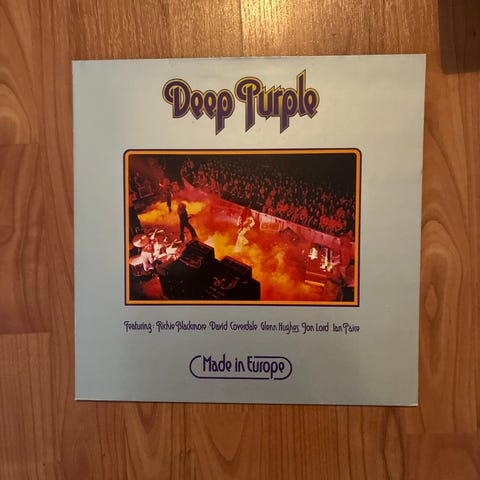 Deep Purple
Featuring: Richie Blackmore David Coverdale Glenn Hughes Jon Lord Ian Paice
Made in Europe